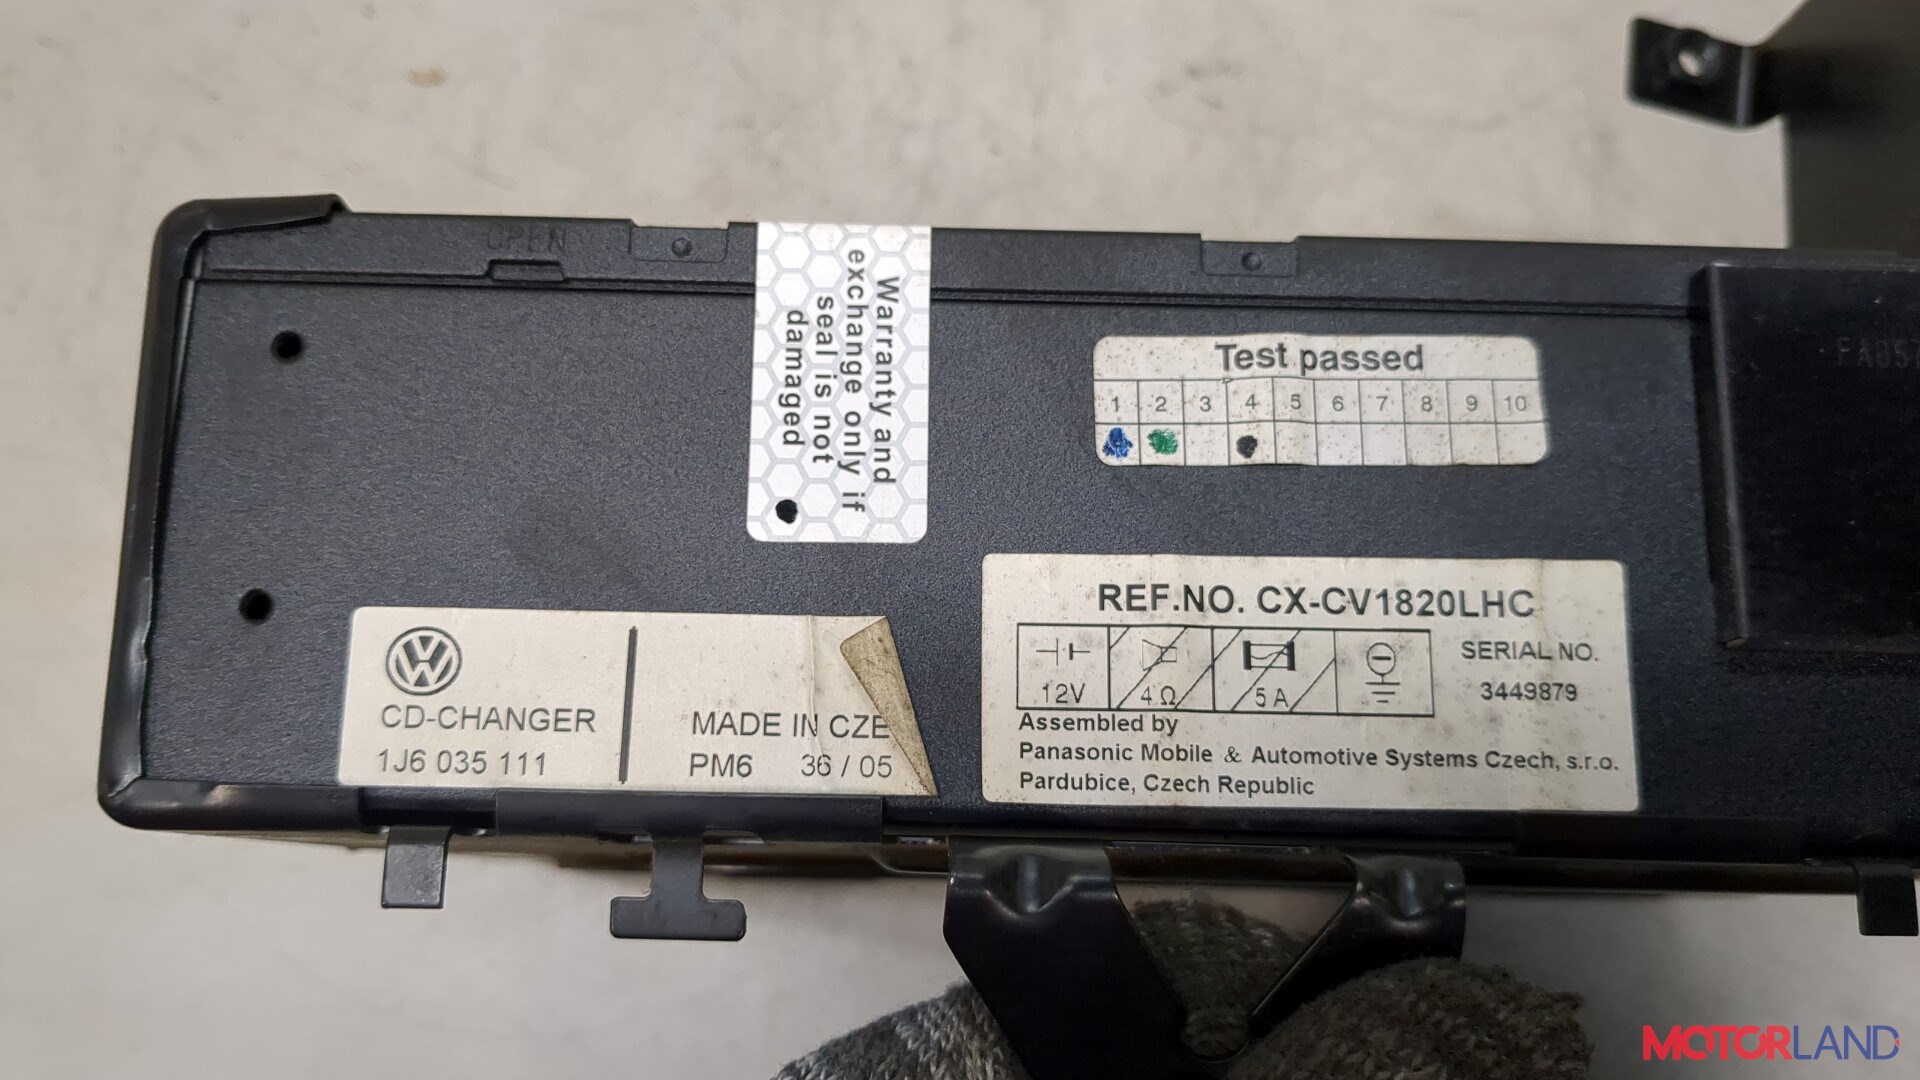 OPEN
Warranty and
exchange only if
seal is not
damaged
Test passed
1 2 3 4 5 6 7 8 9 10
CD-CHANGER
1J6 035 111
MADE IN CZE
PM6 36 / 05
REF.NO. CX-CV1820LHC
12V 4 Ω 5 A
SERIAL NO.
3449879
Assembled by
Panasonic Mobile & Automotive Systems Czech, s.r.o.
Pardubice, Czech Republic
MOTORLAND